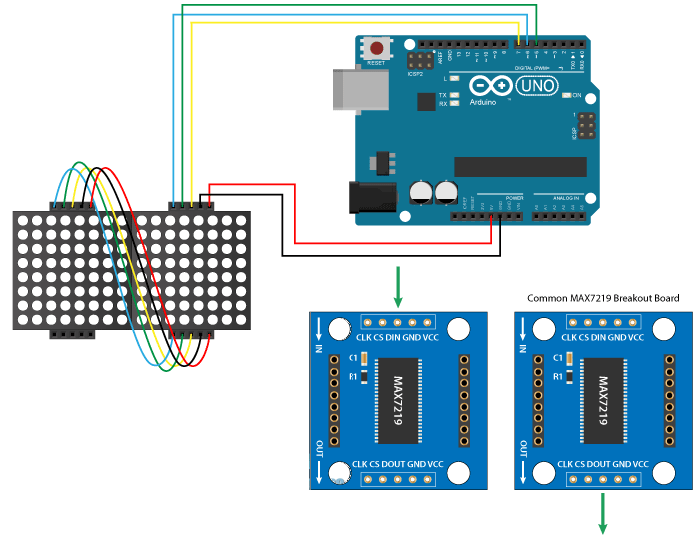 RESET
ICSP2
AREF
GND
13
12
11
10
9
8
7
6
5
4
3
2
TX0 1
RX0 0
DIGITAL (PWM~)
L
TX
RX
Arduino
UNO
ON
1
ICSP
IOREF
RESET
3V3
5V
GND
GND
VIN
POWER
ANALOG IN
A0
A1
A2
A3
A4
A5
Common MAX7219 Breakout Board
IN
CLK CS DIN GND VCC
C1
R1
MAX7219
OUT
CLK CS DOUT GND VCC
IN
CLK CS DIN GND VCC
C1
R1
MAX7219
OUT
CLK CS DOUT GND VCC